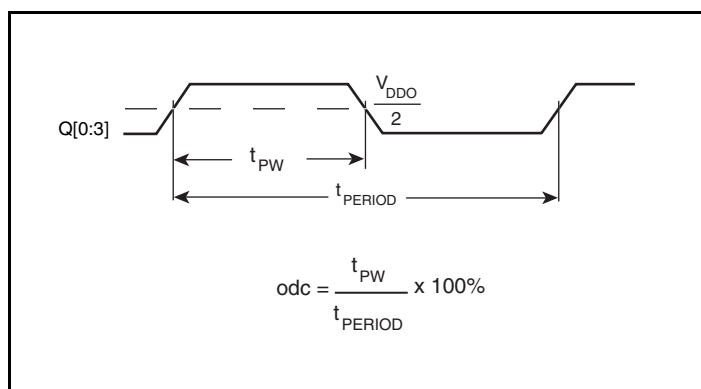 V_DDO
2
Q[0:3]
t_PW
t_PERIOD
odc = t_PW / t_PERIOD x 100%